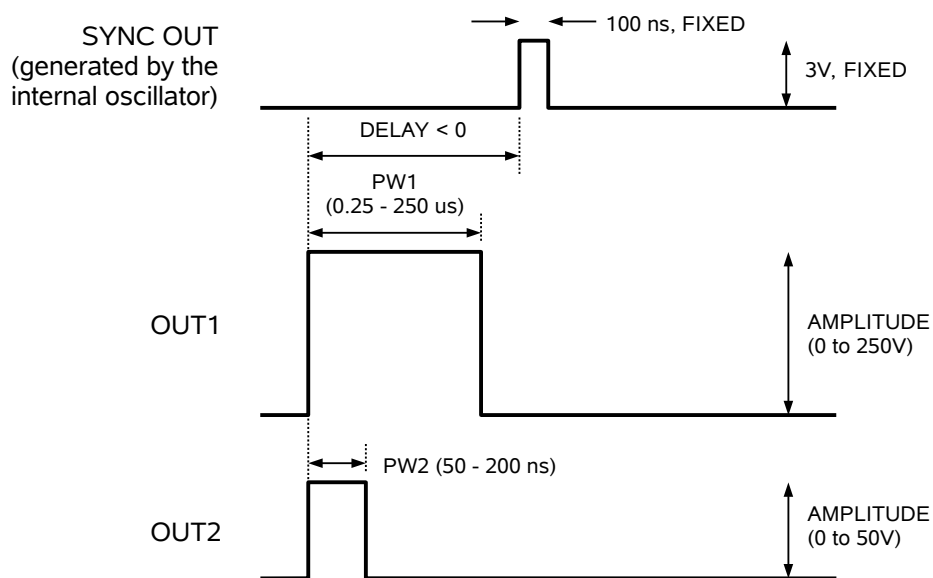 SYNC OUT
(generated by the
internal oscillator)
100 ns, FIXED
3V, FIXED
DELAY < 0
PW1
(0.25 - 250 us)
OUT1
AMPLITUDE
(0 to 250V)
PW2 (50 - 200 ns)
OUT2
AMPLITUDE
(0 to 50V)